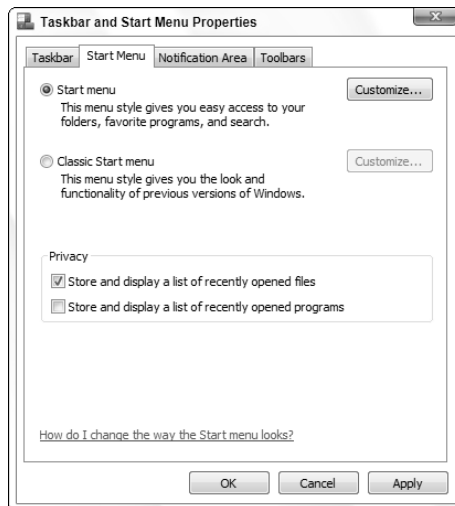 Taskbar and Start Menu Properties
Taskbar Start Menu Notification Area Toolbars
Start menu Customize...
This menu style gives you easy access to your
folders, favorite programs, and search.
Classic Start menu Customize...
This menu style gives you the look and
functionality of previous versions of Windows.
Privacy
Store and display a list of recently opened files
Store and display a list of recently opened programs
How do I change the way the Start menu looks?
OK Cancel Apply